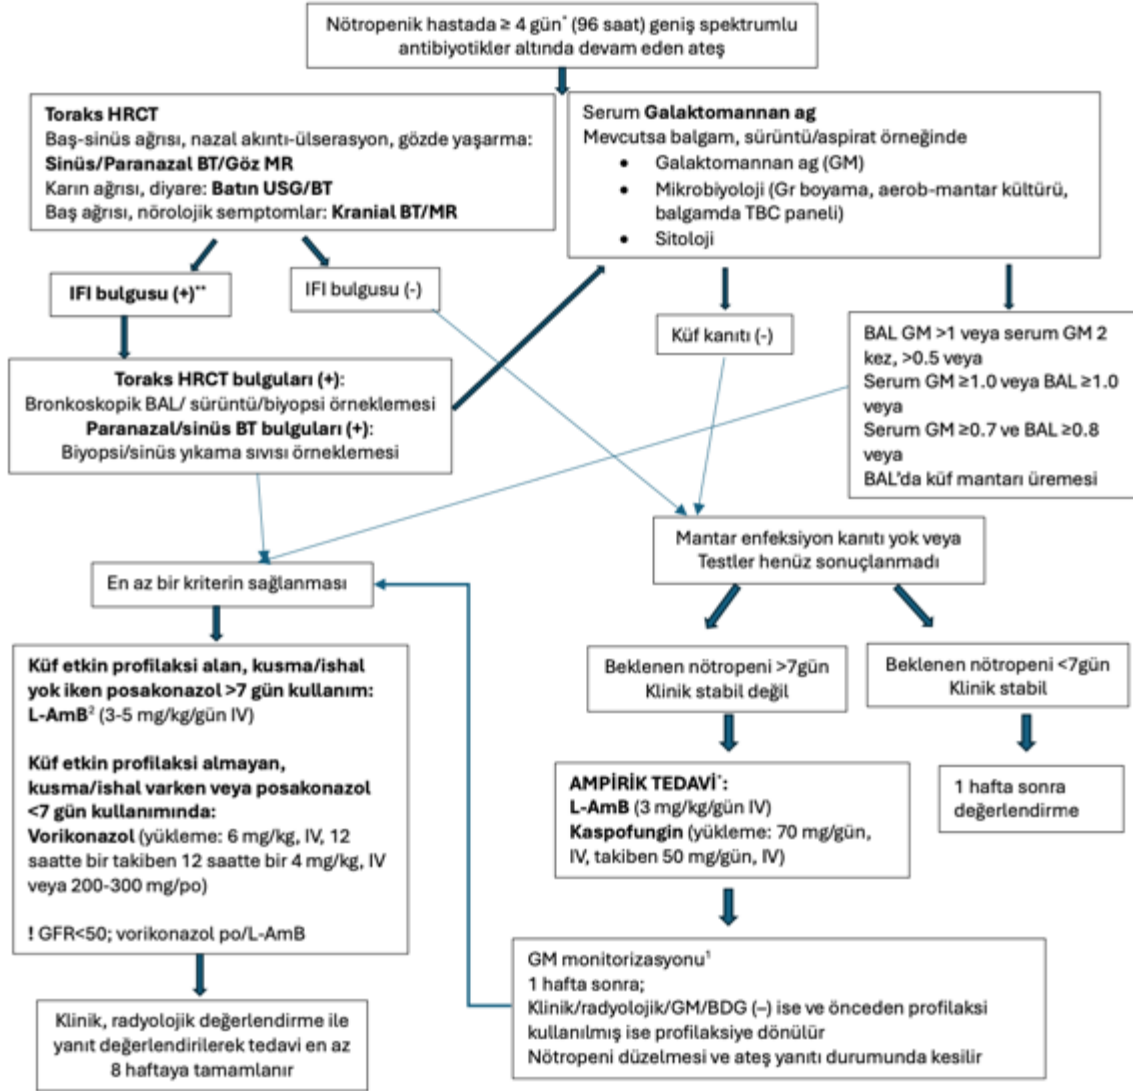 Nötropenik hastada ≥ 4 gün* (96 saat) geniş spektrumlu
antibiyotikler altında devam eden ateş
Toraks HRCT
Baş-sinüs ağrısı, nazal akıntı-ülserasyon, gözde yaşarma:
Sinüs/Paranazal BT/Göz MR
Karın ağrısı, diyare: Batın USG/BT
Baş ağrısı, nörolojik semptomlar: Kranial BT/MR
Serum Galaktomannan ag
Mevcutsa balgam, sürüntü/aspirat örneğinde
• Galaktomannan ag (GM)
• Mikrobiyoloji (Gr boyama, aerob-mantar kültürü,
balgamda TBC paneli)
• Sitoloji
IFI bulgusu (+)**
IFI bulgusu (-)
Küf kanıtı (-)
BAL GM >1 veya serum GM 2
kez, >0.5 veya
Serum GM ≥1.0 veya BAL ≥1.0
veya
Serum GM ≥0.7 ve BAL ≥0.8
veya
BAL'da küf mantarı üremesi
Toraks HRCT bulguları (+):
Bronkoskopik BAL/ sürüntü/biyopsi örneklemesi
Paranazal/sinüs BT bulguları (+):
Biyopsi/sinüs yıkama sıvısı örneklemesi
Mantar enfeksiyon kanıtı yok veya
Testler henüz sonuçlanmadı
En az bir kriterin sağlanması
Beklenen nötropeni >7gün
Klinik stabil değil
Beklenen nötropeni <7gün
Klinik stabil
Küf etkin profilaksi alan, kusma/ishal
yok iken posakonazol >7 gün kullanım:
L-AmB² (3-5 mg/kg/gün IV)
Küf etkin profilaksi almayan,
kusma/ishal varken veya posakonazol
<7 gün kullanımında:
Vorikonazol (yükleme: 6 mg/kg, IV, 12
saatte bir takiben 12 saatte bir 4 mg/kg, IV
veya 200-300 mg/po)
! GFR<50; vorikonazol po/L-AmB
AMPİRİK TEDAVİ*:
L-AmB (3 mg/kg/gün IV)
Kaspofungin (yükleme: 70 mg/gün,
IV, takiben 50 mg/gün, IV)
1 hafta sonra
değerlendirme
GM monitorizasyonu¹
1 hafta sonra;
Klinik/radyolojik/GM/BDG (–) ise ve önceden profilaksi
kullanılmış ise profilaksiye dönülür
Nötropeni düzelmesi ve ateş yanıtı durumunda kesilir
Klinik, radyolojik değerlendirme ile
yanıt değerlendirilerek tedavi en az
8 haftaya tamamlanır